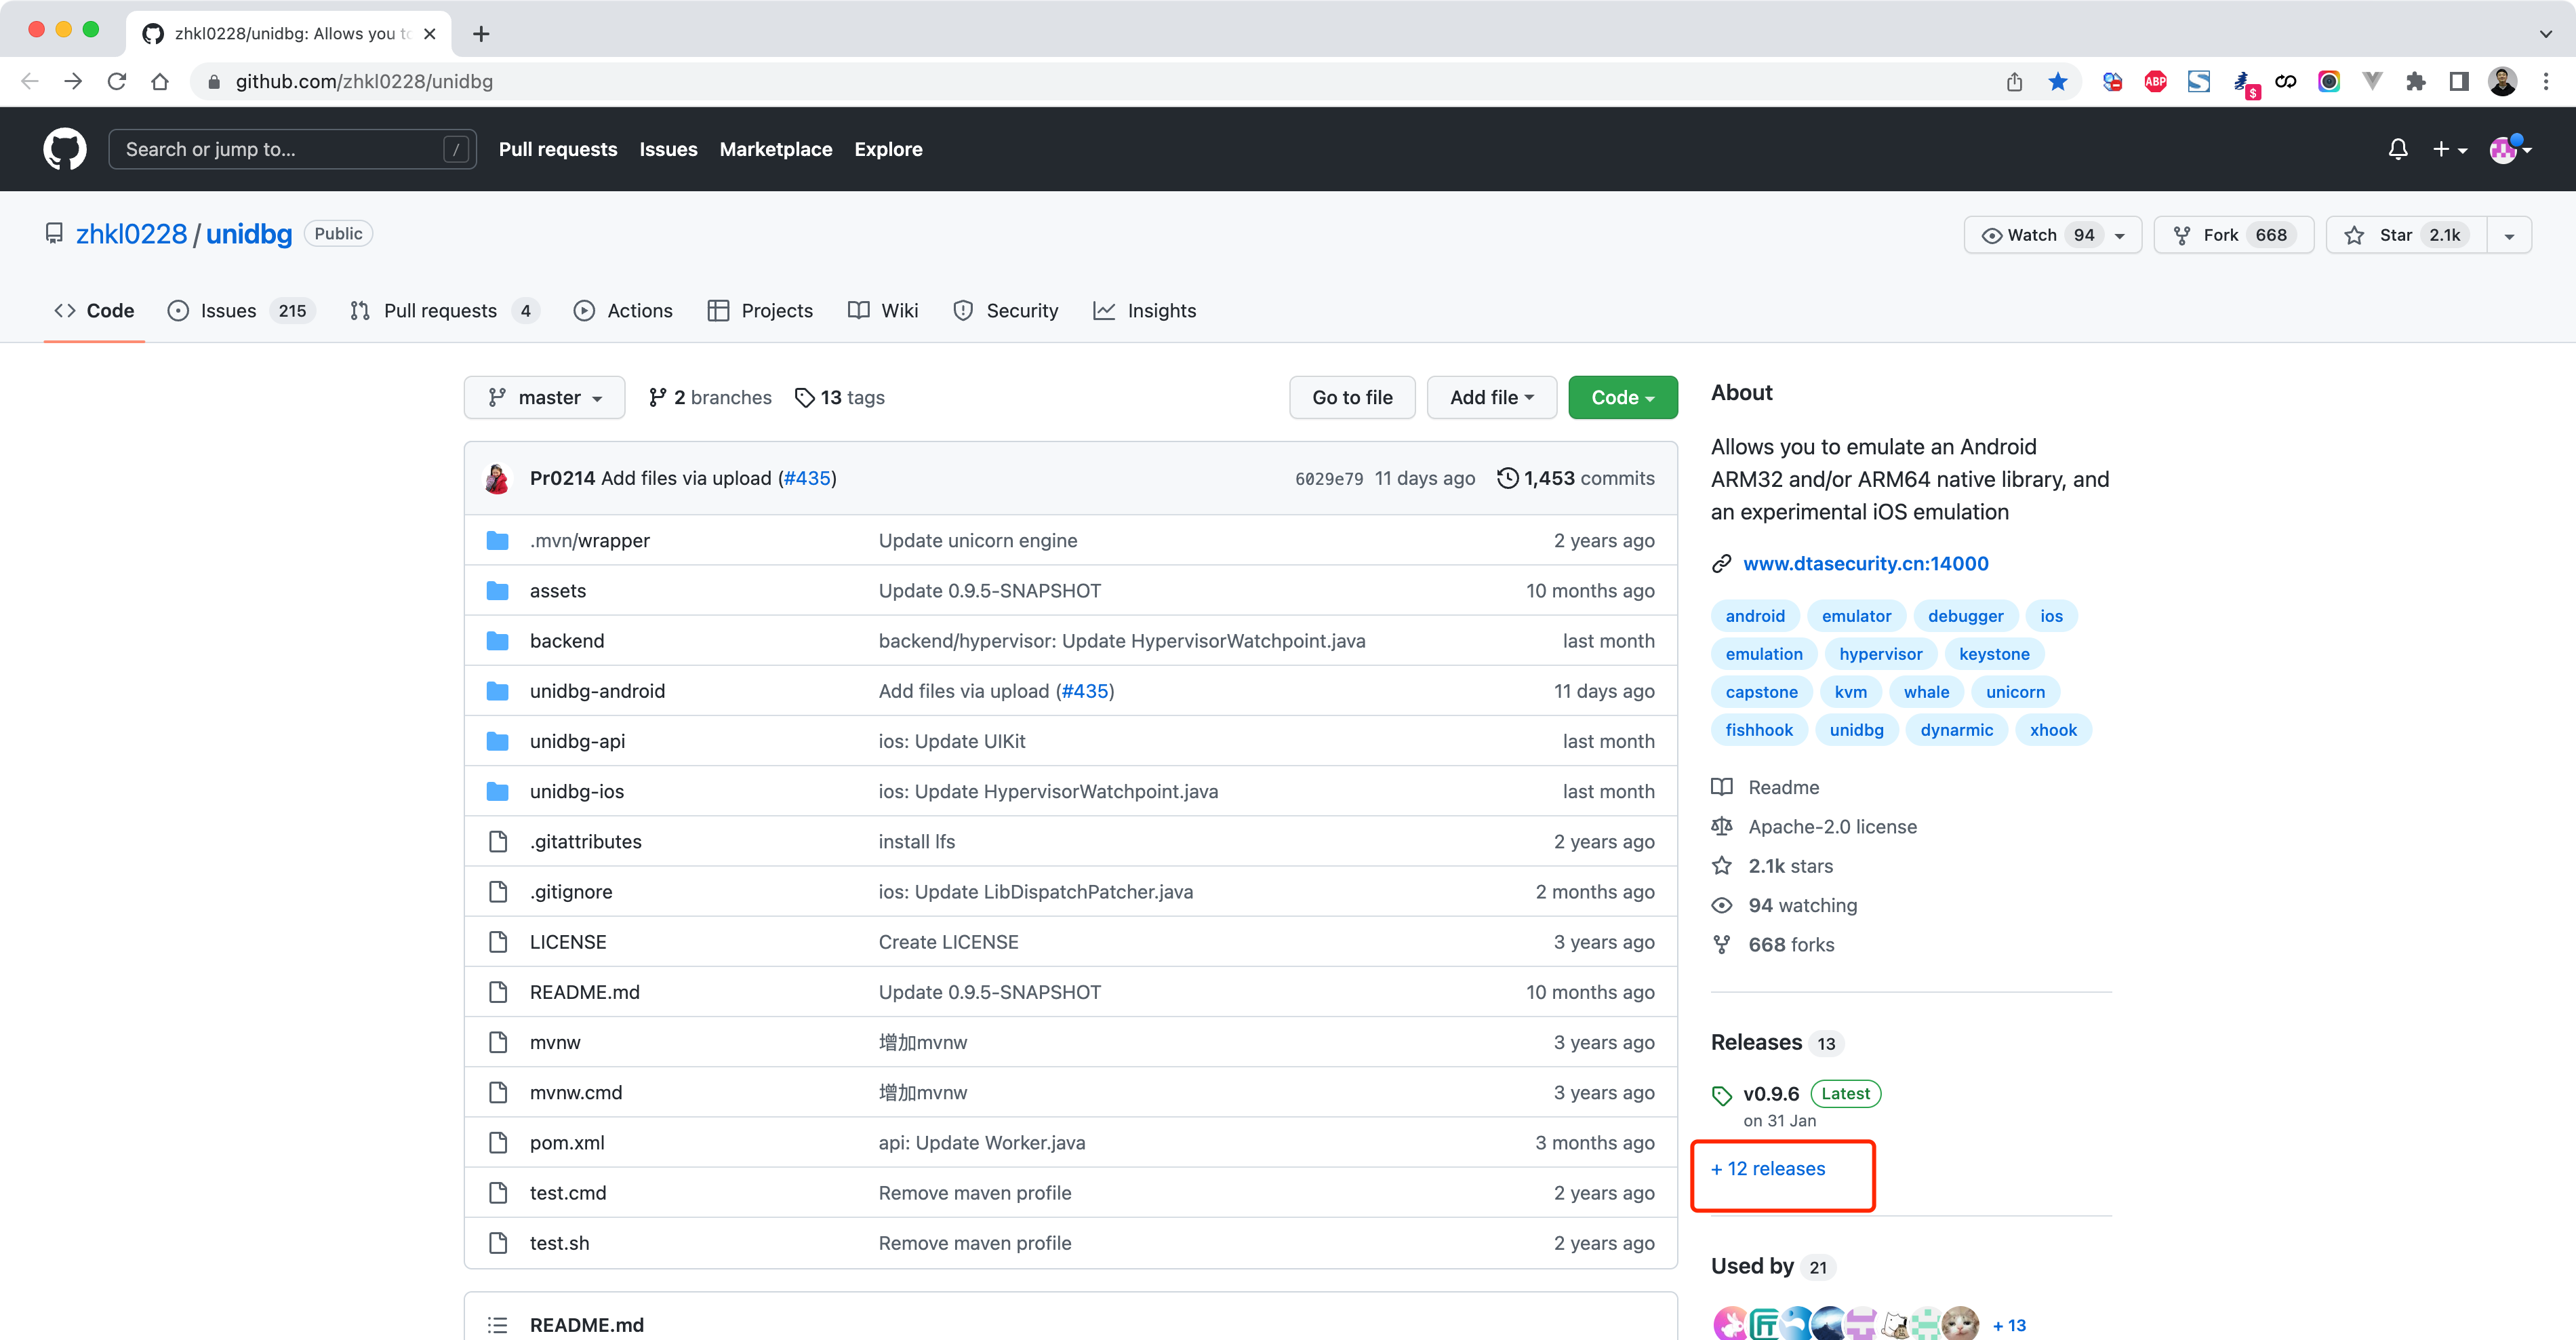 zhkl0228/unidbg: Allows you to
github.com/zhkl0228/unidbg
ABP
$
Search or jump to...
/
Pull requests
Issues
Marketplace
Explore
zhkl0228 / unidbg
Public
Watch 94
Fork 668
Star 2.1k
Code
Issues 215
Pull requests 4
Actions
Projects
Wiki
Security
Insights
master
2 branches
13 tags
Go to file
Add file
Code
Pr0214 Add files via upload (#435)
6029e79 11 days ago
1,453 commits
.mvn/wrapper Update unicorn engine 2 years ago
assets Update 0.9.5-SNAPSHOT 10 months ago
backend backend/hypervisor: Update HypervisorWatchpoint.java last month
unidbg-android Add files via upload (#435) 11 days ago
unidbg-api ios: Update UIKit last month
unidbg-ios ios: Update HypervisorWatchpoint.java last month
.gitattributes install lfs 2 years ago
.gitignore ios: Update LibDispatchPatcher.java 2 months ago
LICENSE Create LICENSE 3 years ago
README.md Update 0.9.5-SNAPSHOT 10 months ago
mvnw 增加mvnw 3 years ago
mvnw.cmd 增加mvnw 3 years ago
pom.xml api: Update Worker.java 3 months ago
test.cmd Remove maven profile 2 years ago
test.sh Remove maven profile 2 years ago
README.md
About
Allows you to emulate an Android
ARM32 and/or ARM64 native library, and
an experimental iOS emulation
www.dtasecurity.cn:14000
android emulator debugger ios
emulation hypervisor keystone
capstone kvm whale unicorn
fishhook unidbg dynarmic xhook
Readme
Apache-2.0 license
2.1k stars
94 watching
668 forks
Releases 13
v0.9.6 Latest
on 31 Jan
+ 12 releases
Used by 21
+ 13